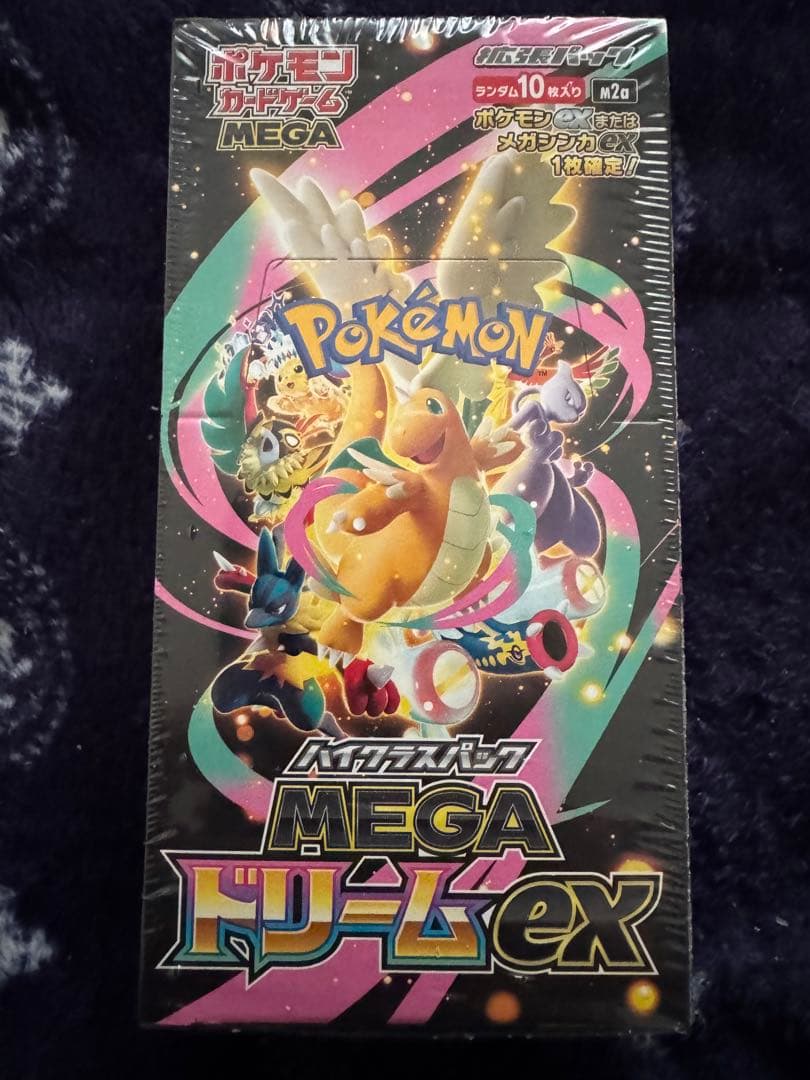 ポケモン
カードゲーム
MEGA
拡張パック
ランダム10枚入り
M2a
ポケモンexまたは
メガシンカex
1枚確定!
POKéMON
TM
ハイクラスパック
MEGA
ドリームex